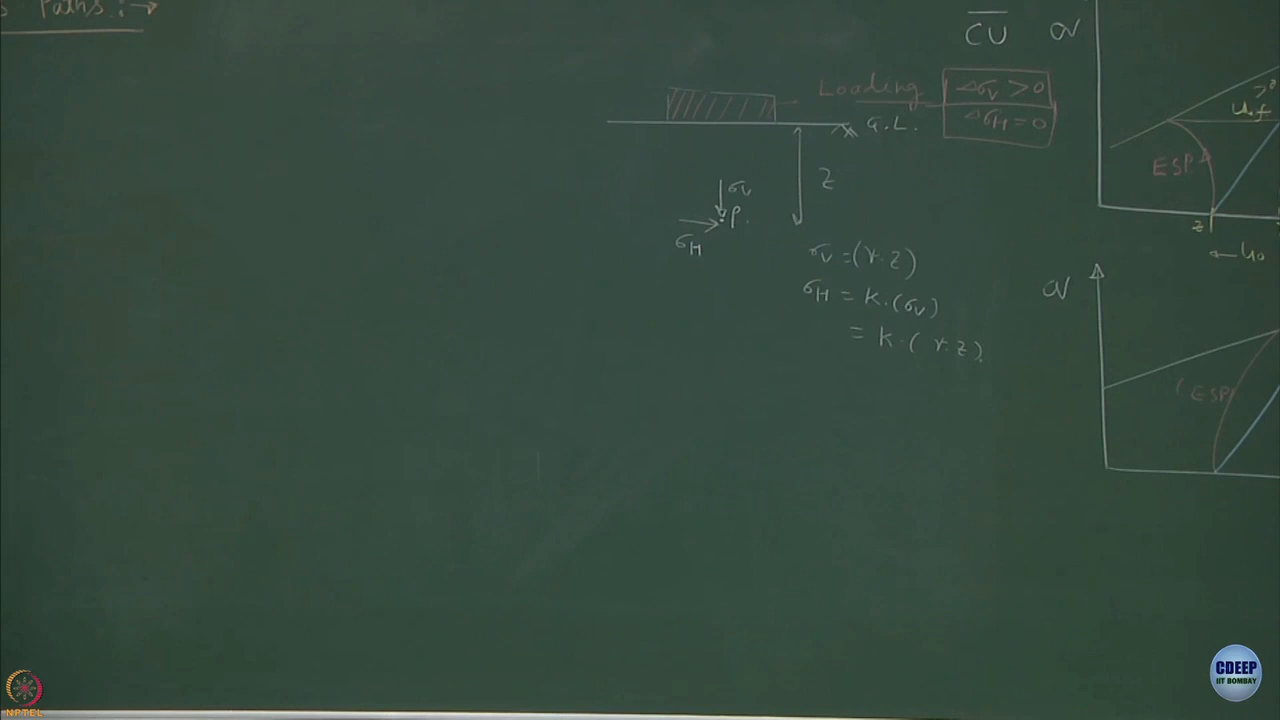 s Paths :→
Loading
Δσv > 0
ΔσH = 0
G.L.
z
σv
P.
σH
σv = (γ.z)
σH = K.(σv)
= K.(γ.z).
CU
q
u.f
ESP
z
←u0
q
(ESP)
NPTEL
CDEEP
IIT BOMBAY